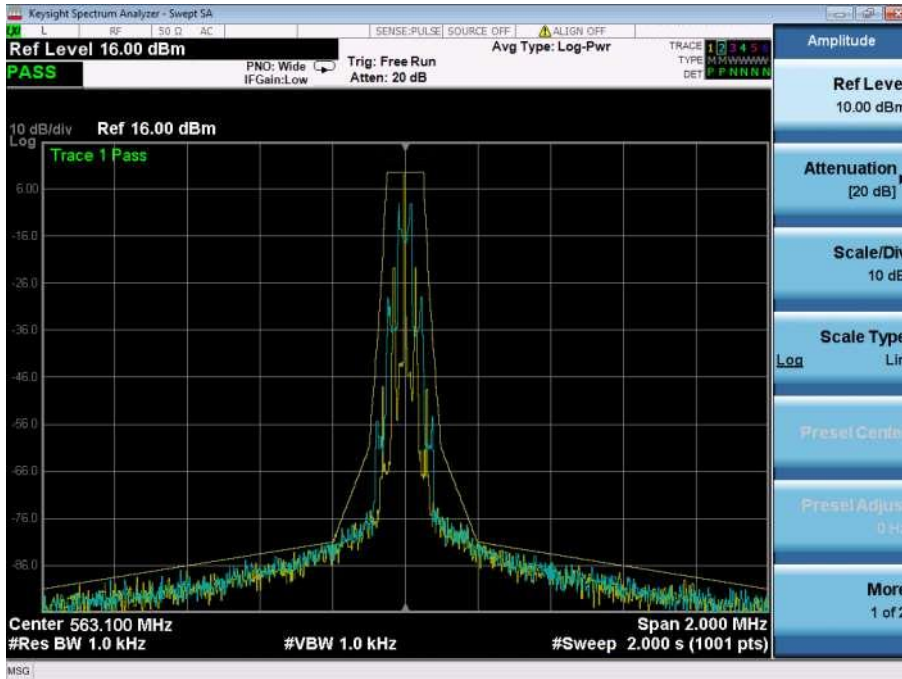 Keysight Spectrum Analyzer - Swept SA
L RF 50 Ω AC SENSE:PULSE SOURCE OFF ALIGN OFF
Ref Level 16.00 dBm
Avg Type: Log-Pwr
TRACE 1 2 3 4 5 6
TYPE M M W W W W
DET P P N N N N
PASS
PNO: Wide
IFGain:Low
Trig: Free Run
Atten: 20 dB
10 dB/div Ref 16.00 dBm
Log
Trace 1 Pass
6.00
-16.0
-26.0
-36.0
-46.0
-56.0
-66.0
-76.0
-86.0
Center 563.100 MHz
Span 2.000 MHz
#Res BW 1.0 kHz
#VBW 1.0 kHz
#Sweep 2.000 s (1001 pts)
MSG
Amplitude
Ref Leve
10.00 dBm
Attenuation
[20 dB]
Scale/Div
10 dB
Scale Type
Log Lin
Presel Cente
Presel Adjus
0 H
More
1 of 2